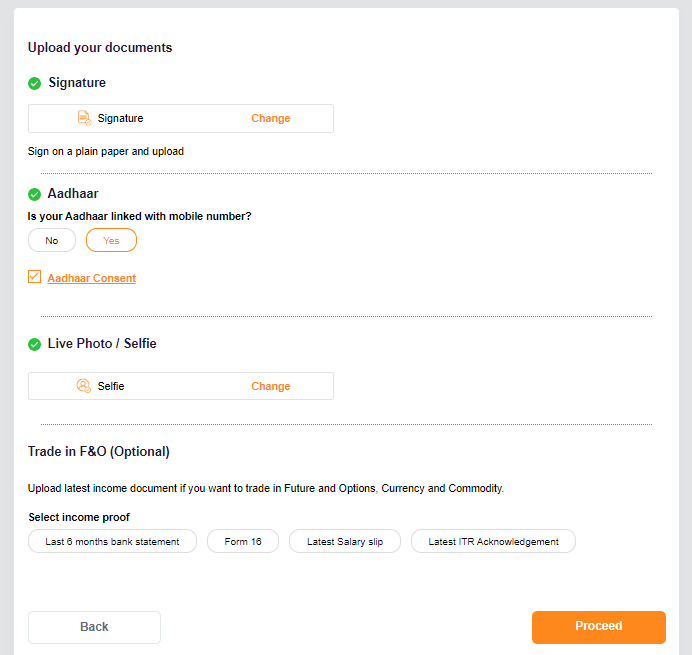 Upload your documents
Signature
Signature Change
Sign on a plain paper and upload
Aadhaar
Is your Aadhaar linked with mobile number?
No Yes
Aadhaar Consent
Live Photo / Selfie
Selfie Change
Trade in F&O (Optional)
Upload latest income document if you want to trade in Future and Options, Currency and Commodity.
Select income proof
Last 6 months bank statement Form 16 Latest Salary slip Latest ITR Acknowledgement
Back Proceed